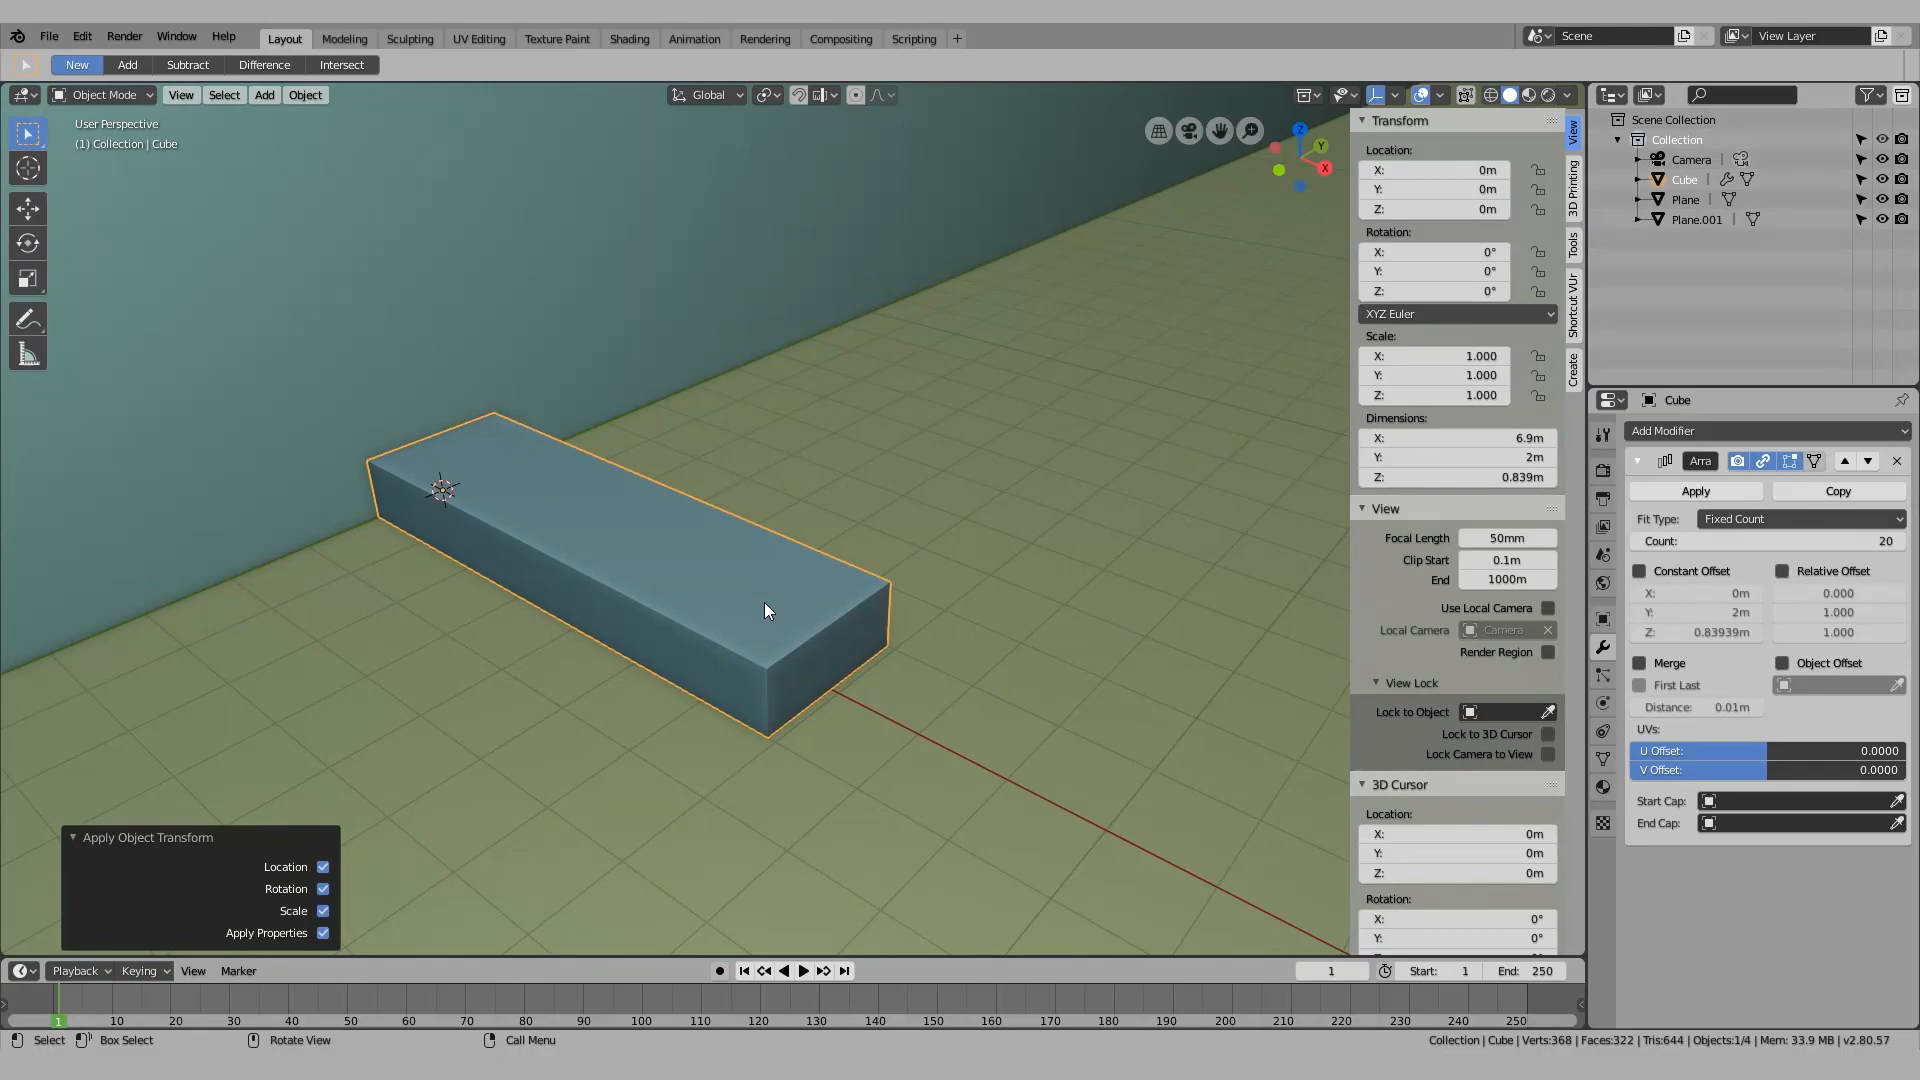 File Edit Render Window Help Layout Modeling Sculpting UV Editing Texture Paint Shading Animation Rendering Compositing Scripting + Scene View Layer
New Add Subtract Difference Intersect
Object Mode View Select Add Object Global
User Perspective
(1) Collection | Cube
Z
Y
X
Transform
Location:
X: 0m
Y: 0m
Z: 0m
Rotation:
X: 0°
Y: 0°
Z: 0°
XYZ Euler
Scale:
X: 1.000
Y: 1.000
Z: 1.000
Dimensions:
X: 6.9m
Y: 2m
Z: 0.839m
View
Focal Length 50mm
Clip Start 0.1m
End 1000m
Use Local Camera
Local Camera Camera
Render Region
View Lock
Lock to Object
Lock to 3D Cursor
Lock Camera to View
3D Cursor
Location:
X: 0m
Y: 0m
Z: 0m
Rotation:
X: 0°
Y: 0°
View
3D Printing
Tools
Shortcut VUr
Create
Scene Collection
Collection
Camera
Cube
Plane
Plane.001
Cube
Add Modifier
Arra
Apply Copy
Fit Type: Fixed Count
Count: 20
Constant Offset Relative Offset
X: 0m 0.000
Y: 2m 1.000
Z: 0.83939m 1.000
Merge Object Offset
First Last
Distance: 0.01m
UVs:
U Offset: 0.0000
V Offset: 0.0000
Start Cap:
End Cap:
Apply Object Transform
Location
Rotation
Scale
Apply Properties
Playback Keying View Marker 1 Start: 1 End: 250
1 10 20 30 40 50 60 70 80 90 100 110 120 130 140 150 160 170 180 190 200 210 220 230 240 250
Select Box Select Rotate View Call Menu Collection | Cube | Verts:368 | Faces:322 | Tris:644 | Objects:1/4 | Mem: 33.9 MB | v2.80.57